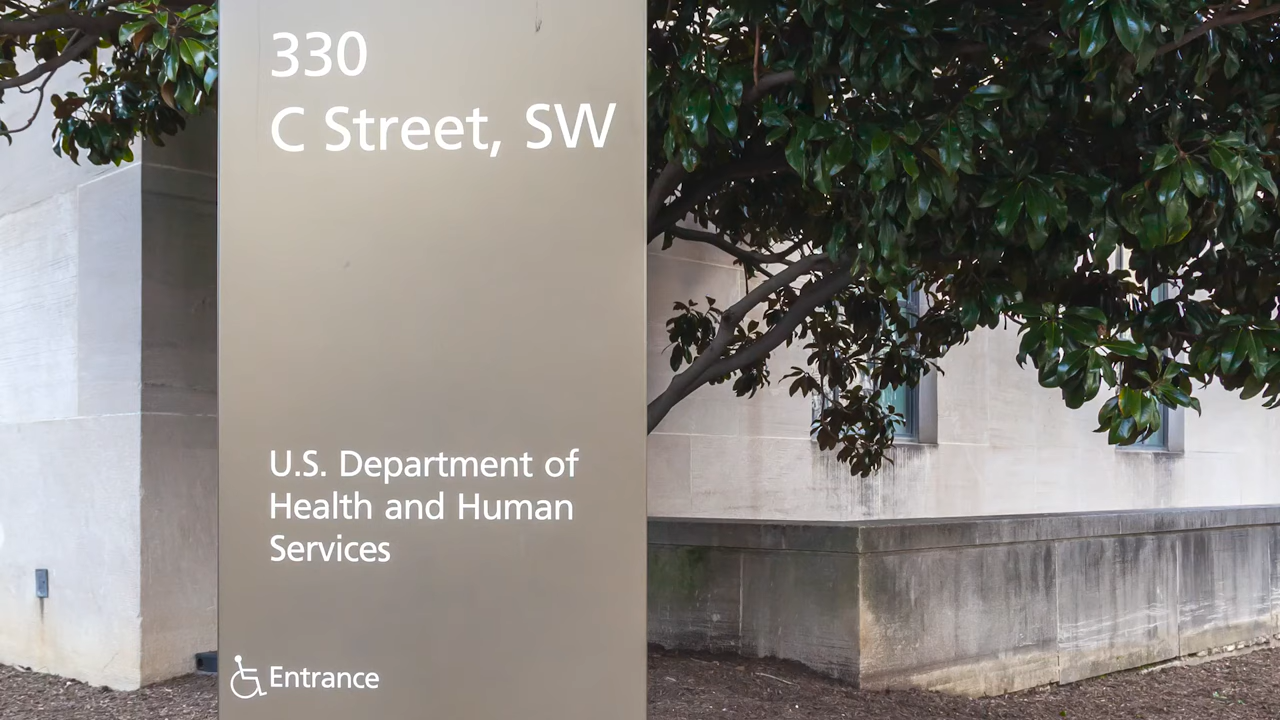 330
C Street, SW
U.S. Department of
Health and Human
Services
Entrance